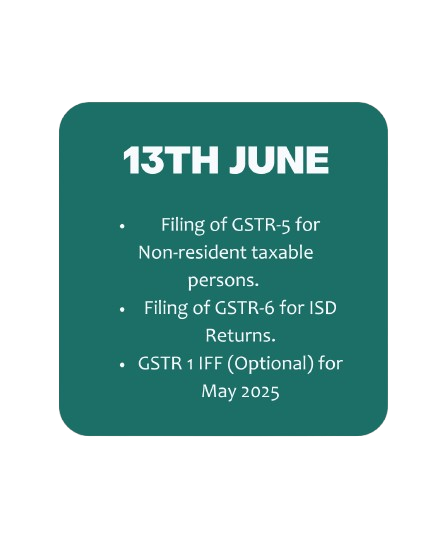 13TH JUNE
• Filing of GSTR-5 for
Non-resident taxable
persons.
• Filing of GSTR-6 for ISD
Returns.
• GSTR 1 IFF (Optional) for
May 2025